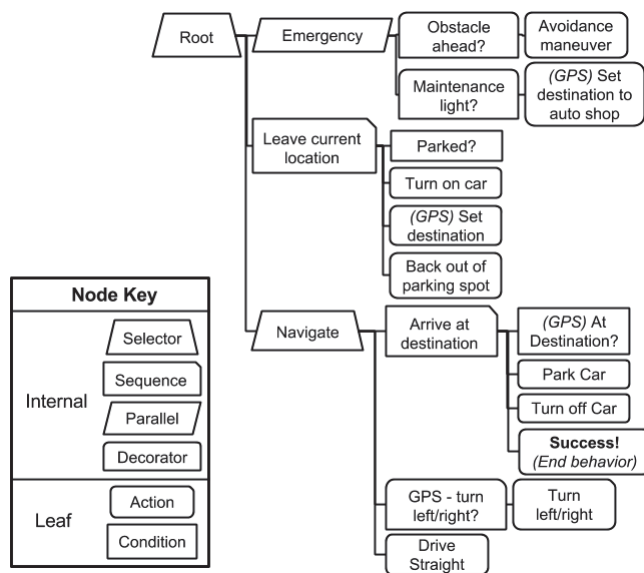 Root
Emergency
Obstacle
ahead?
Avoidance
maneuver
Maintenance
light?
(GPS) Set
destination to
auto shop
Leave current
location
Parked?
Turn on car
(GPS) Set
destination
Back out of
parking spot
Navigate
Arrive at
destination
(GPS) At
Destination?
Park Car
Turn off Car
Success!
(End behavior)
GPS - turn
left/right?
Turn
left/right
Drive
Straight
Node Key
Internal
Selector
Sequence
Parallel
Decorator
Leaf
Action
Condition